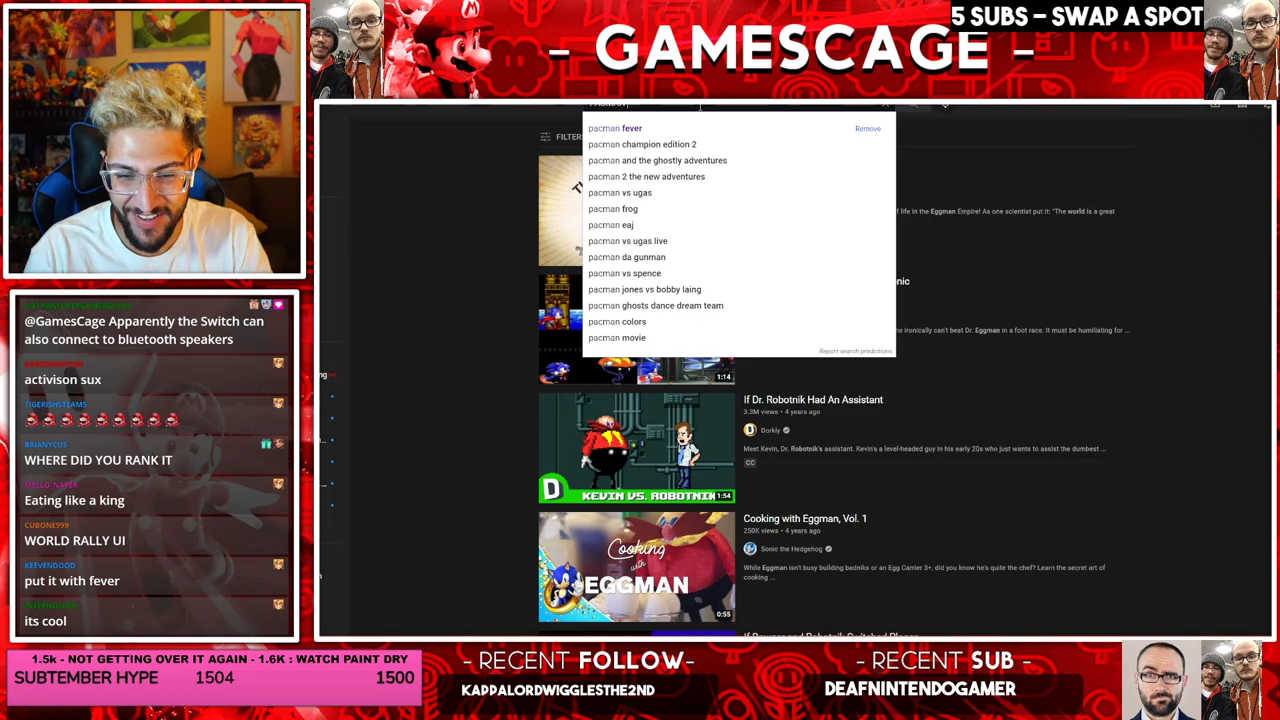 5 SUBS – SWAP A SPOT
- GAMESCAGE -
PACMAN
FILTERS
pacman fever
Remove
pacman champion edition 2
pacman and the ghostly adventures
pacman 2 the new adventures
pacman vs ugas
pacman frog
pacman eaj
pacman vs ugas live
pacman da gunman
pacman vs spence
pacman jones vs bobby laing
pacman ghosts dance dream team
pacman colors
pacman movie
Report search predictions
of life in the Eggman Empire! As one scientist put it: "The world is a great
onic
he ironically can't beat Dr. Eggman in a foot race. It must be humiliating for ...
1:14
If Dr. Robotnik Had An Assistant
3.3M views • 4 years ago
Dorkly
Meet Kevin, Dr. Robotnik's assistant. Kevin's a level-headed guy in his early 20s who just wants to assist the dumbest ...
CC
D
KEVIN VS. ROBOTNIK
1:54
Cooking with Eggman, Vol. 1
250K views • 4 years ago
Sonic the Hedgehog
While Eggman isn't busy building badniks or an Egg Carrier 3+, did you know he's quite the chef? Learn the secret art of
cooking ...
Cooking
with
EGGMAN
0:55
@GamesCage Apparently the Switch can
also connect to bluetooth speakers
activison sux
TIGERISHSTEAM5
BRIANYCUS
WHERE DID YOU RANK IT
MELLO_NAPER
Eating like a king
CUBONE999
WORLD RALLY UI
KEEVENDOOD
put it with fever
its cool
1.5k - NOT GETTING OVER IT AGAIN - 1.6K : WATCH PAINT DRY
SUBTEMBER HYPE 1504 1500
- RECENT FOLLOW-
KAPPALORDWIGGLESTHE2ND
- RECENT SUB -
DEAFNINTENDOGAMER